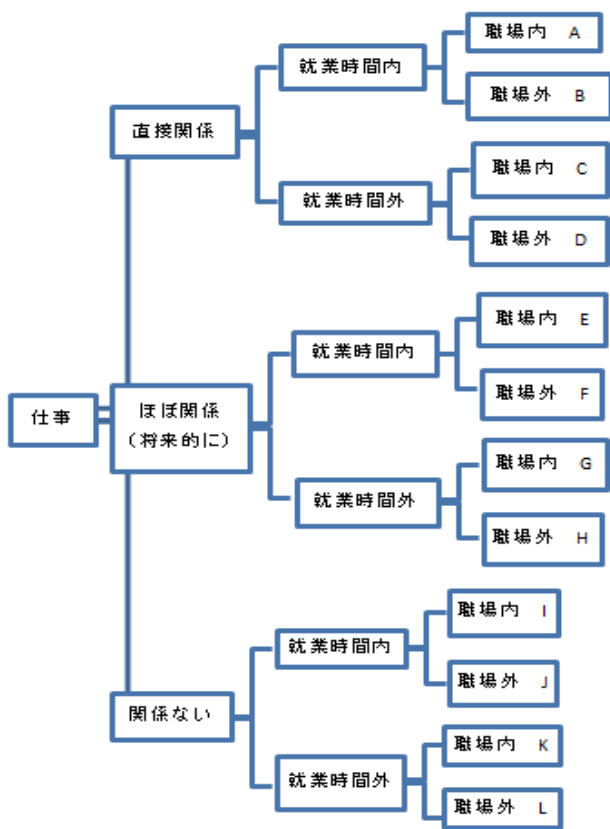 仕事
直接関係
就業時間内
職場内 A
職場外 B
就業時間外
職場内 C
職場外 D
ほぼ関係
(将来的に)
就業時間内
職場内 E
職場外 F
就業時間外
職場内 G
職場外 H
関係ない
就業時間内
職場内 I
職場外 J
就業時間外
職場内 K
職場外 L